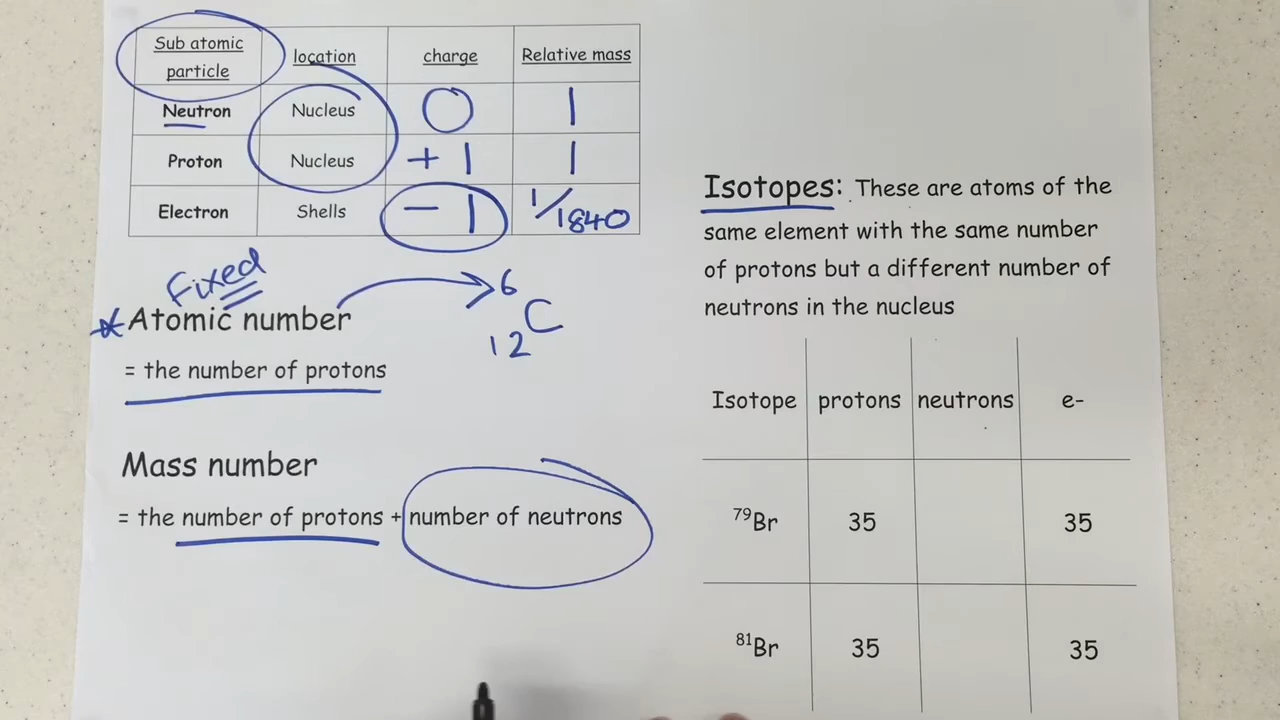 Sub atomic particle location charge Relative mass
Neutron Nucleus 0 1
Proton Nucleus +1 1
Electron Shells -1 1/1840
Fixed
*Atomic number
= the number of protons
6
C
12
Mass number
= the number of protons + number of neutrons
Isotopes: These are atoms of the
same element with the same number
of protons but a different number of
neutrons in the nucleus
Isotope protons neutrons e-
⁷⁹Br 35 35
⁸¹Br 35 35